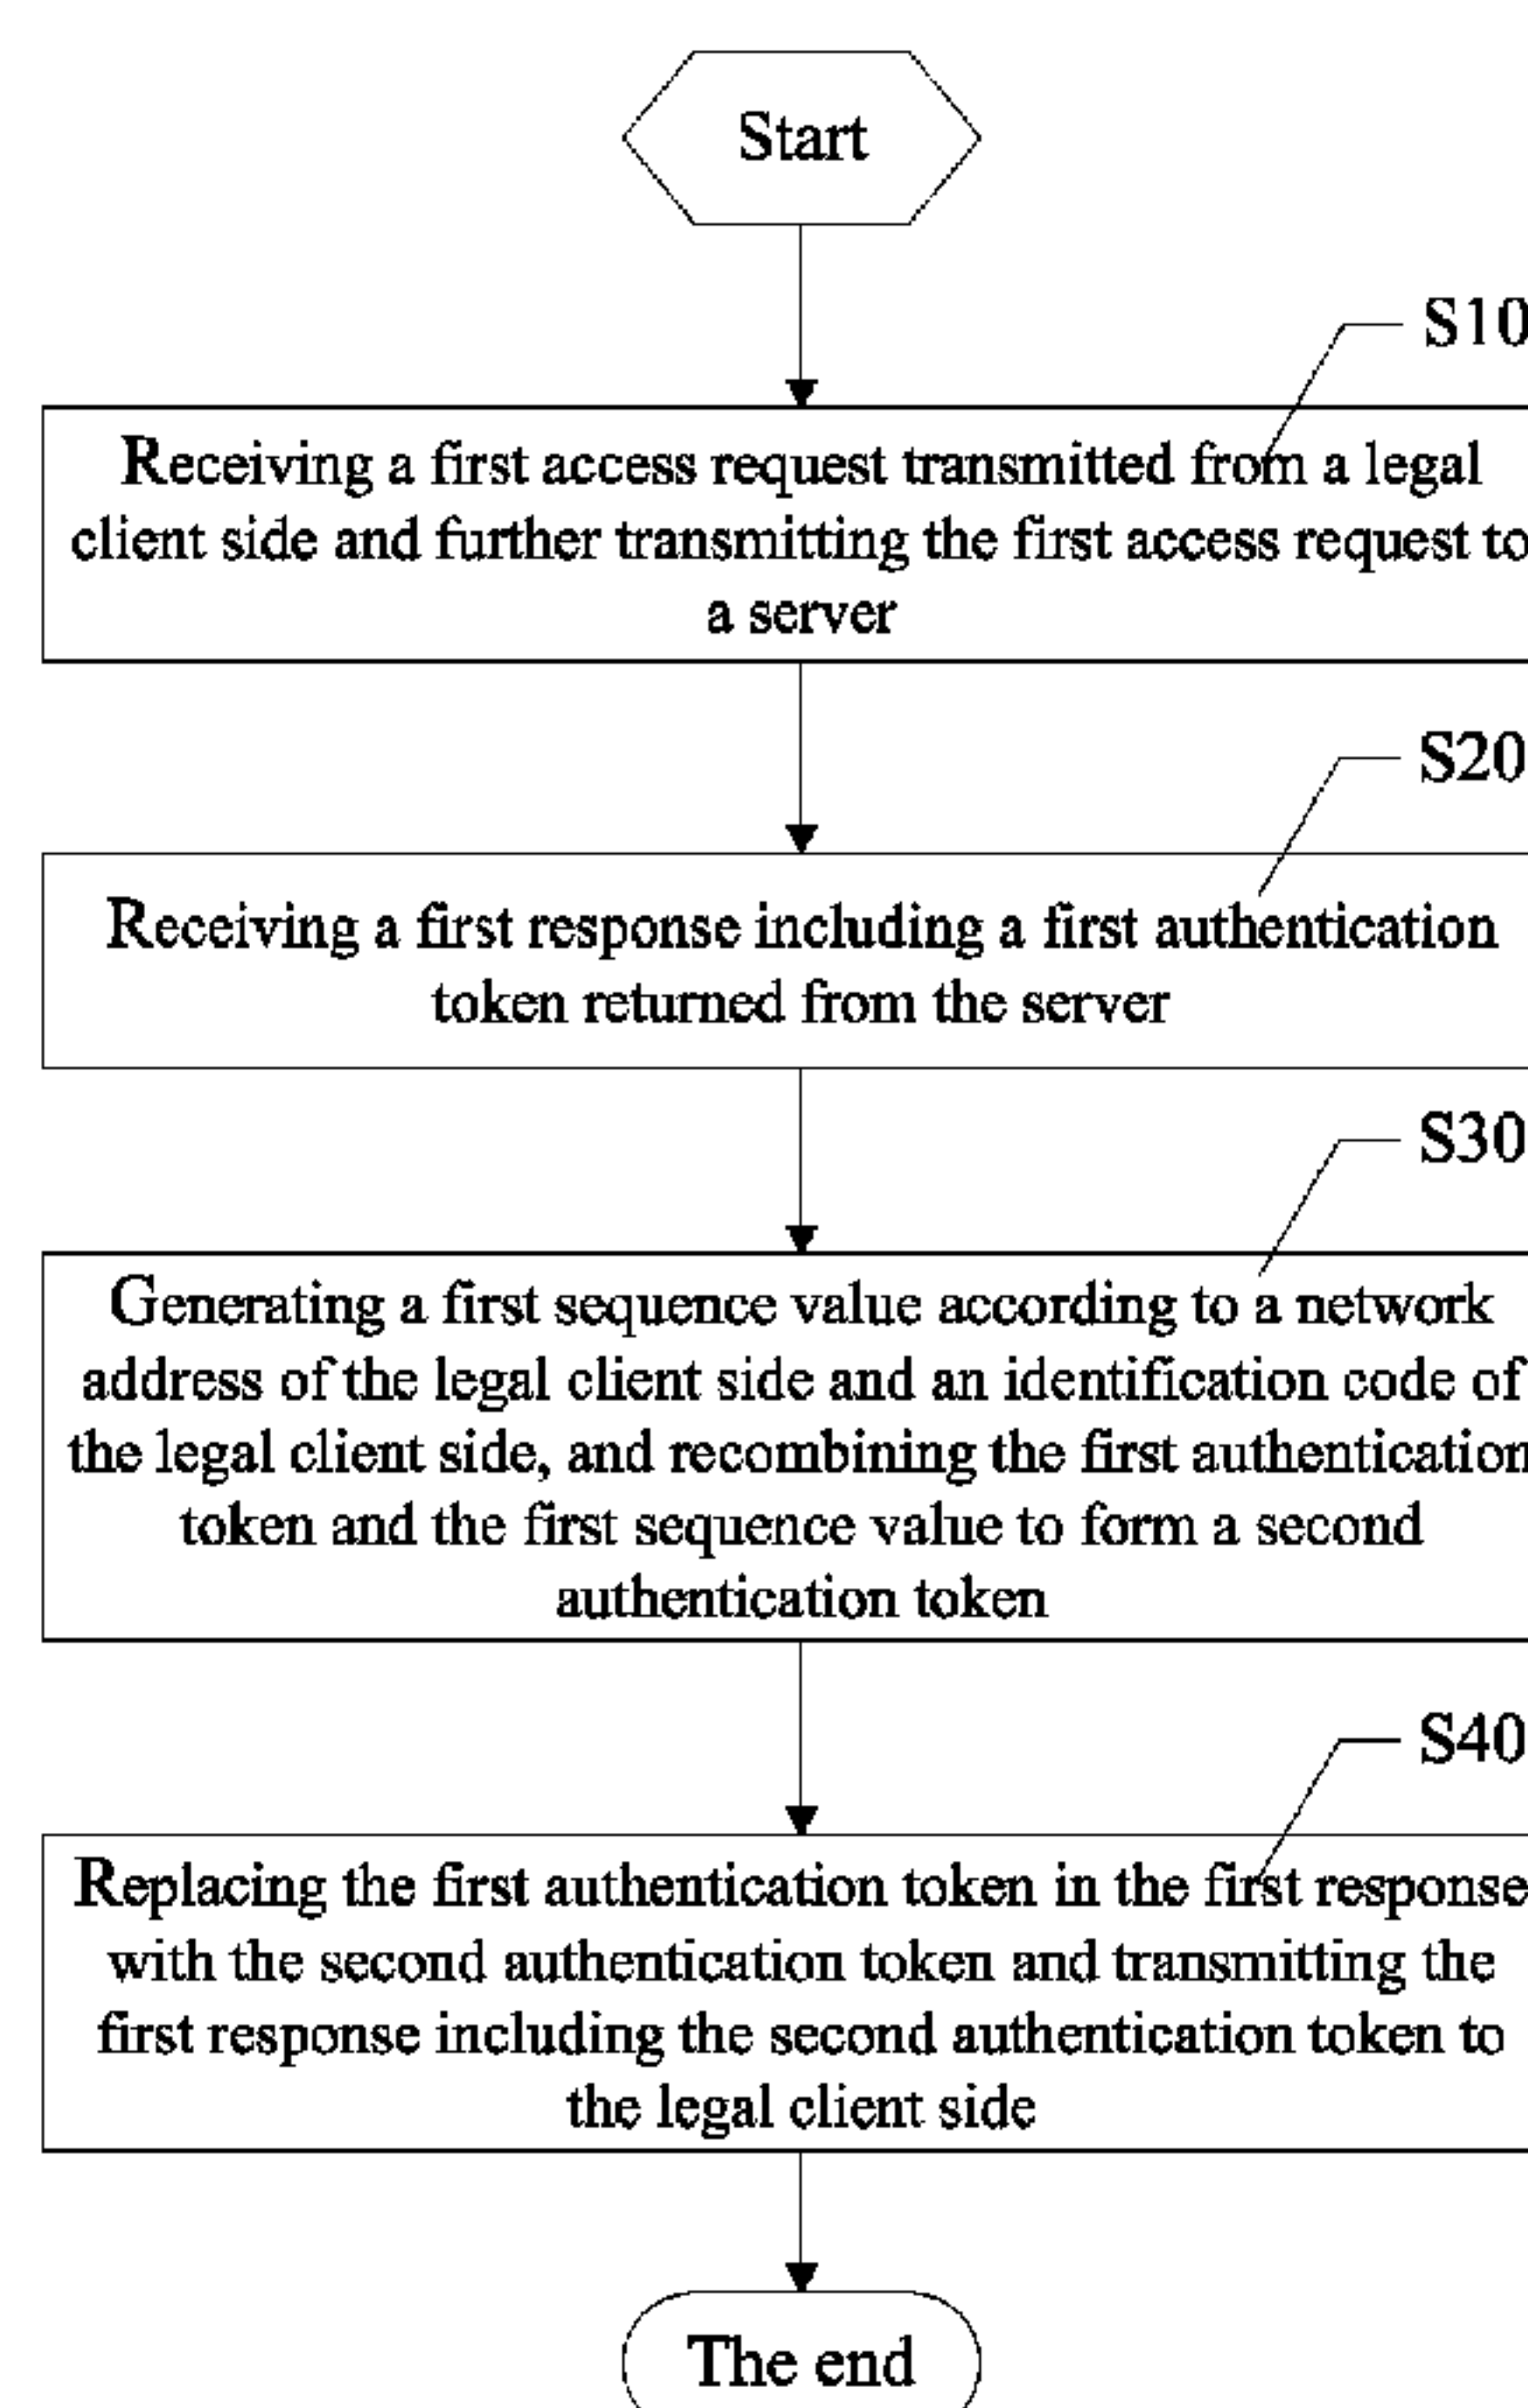 Start
S10
Receiving a first access request transmitted from a legal
client side and further transmitting the first access request to
a server
S20
Receiving a first response including a first authentication
token returned from the server
S30
Generating a first sequence value according to a network
address of the legal client side and an identification code of
the legal client side, and recombining the first authentication
token and the first sequence value to form a second
authentication token
S40
Replacing the first authentication token in the first response
with the second authentication token and transmitting the
first response including the second authentication token to
the legal client side
The end